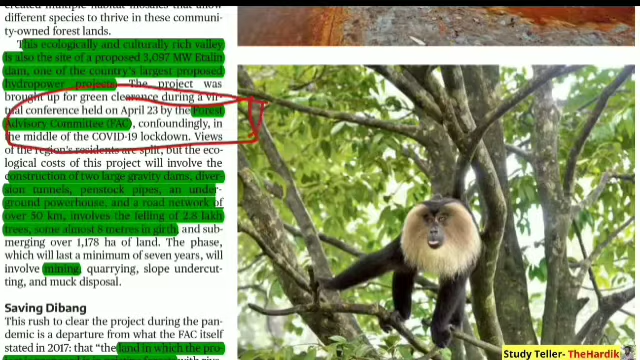 created multiple habitat mosaics that allow
different species to thrive in these communi-
ty-owned forest lands.
This ecologically and culturally rich valley
is also the site of a proposed 3,097 MW Etalin
dam, one of the country's largest proposed
hydropower projects. The project was
brought up for green clearance during a vir-
tual conference held on April 23 by the Forest
Advisory Committee (FAC), confoundingly, in
the middle of the COVID-19 lockdown. Views
of the region's residents are split, but the eco-
logical costs of this project will involve the
construction of two large gravity dams, diver-
sion tunnels, penstock pipes, an under-
ground powerhouse, and a road network of
over 50 km, involves the felling of 2.8 lakh
trees, some almost 8 metres in girth, and sub-
merging over 1,178 ha of land. The phase,
which will last a minimum of seven years, will
involve mining, quarrying, slope undercut-
ting, and muck disposal.
Saving Dibang
This rush to clear the project during the pan-
demic is a departure from what the FAC itself
stated in 2017: that "the land in which the pro-
Study Teller- TheHardik